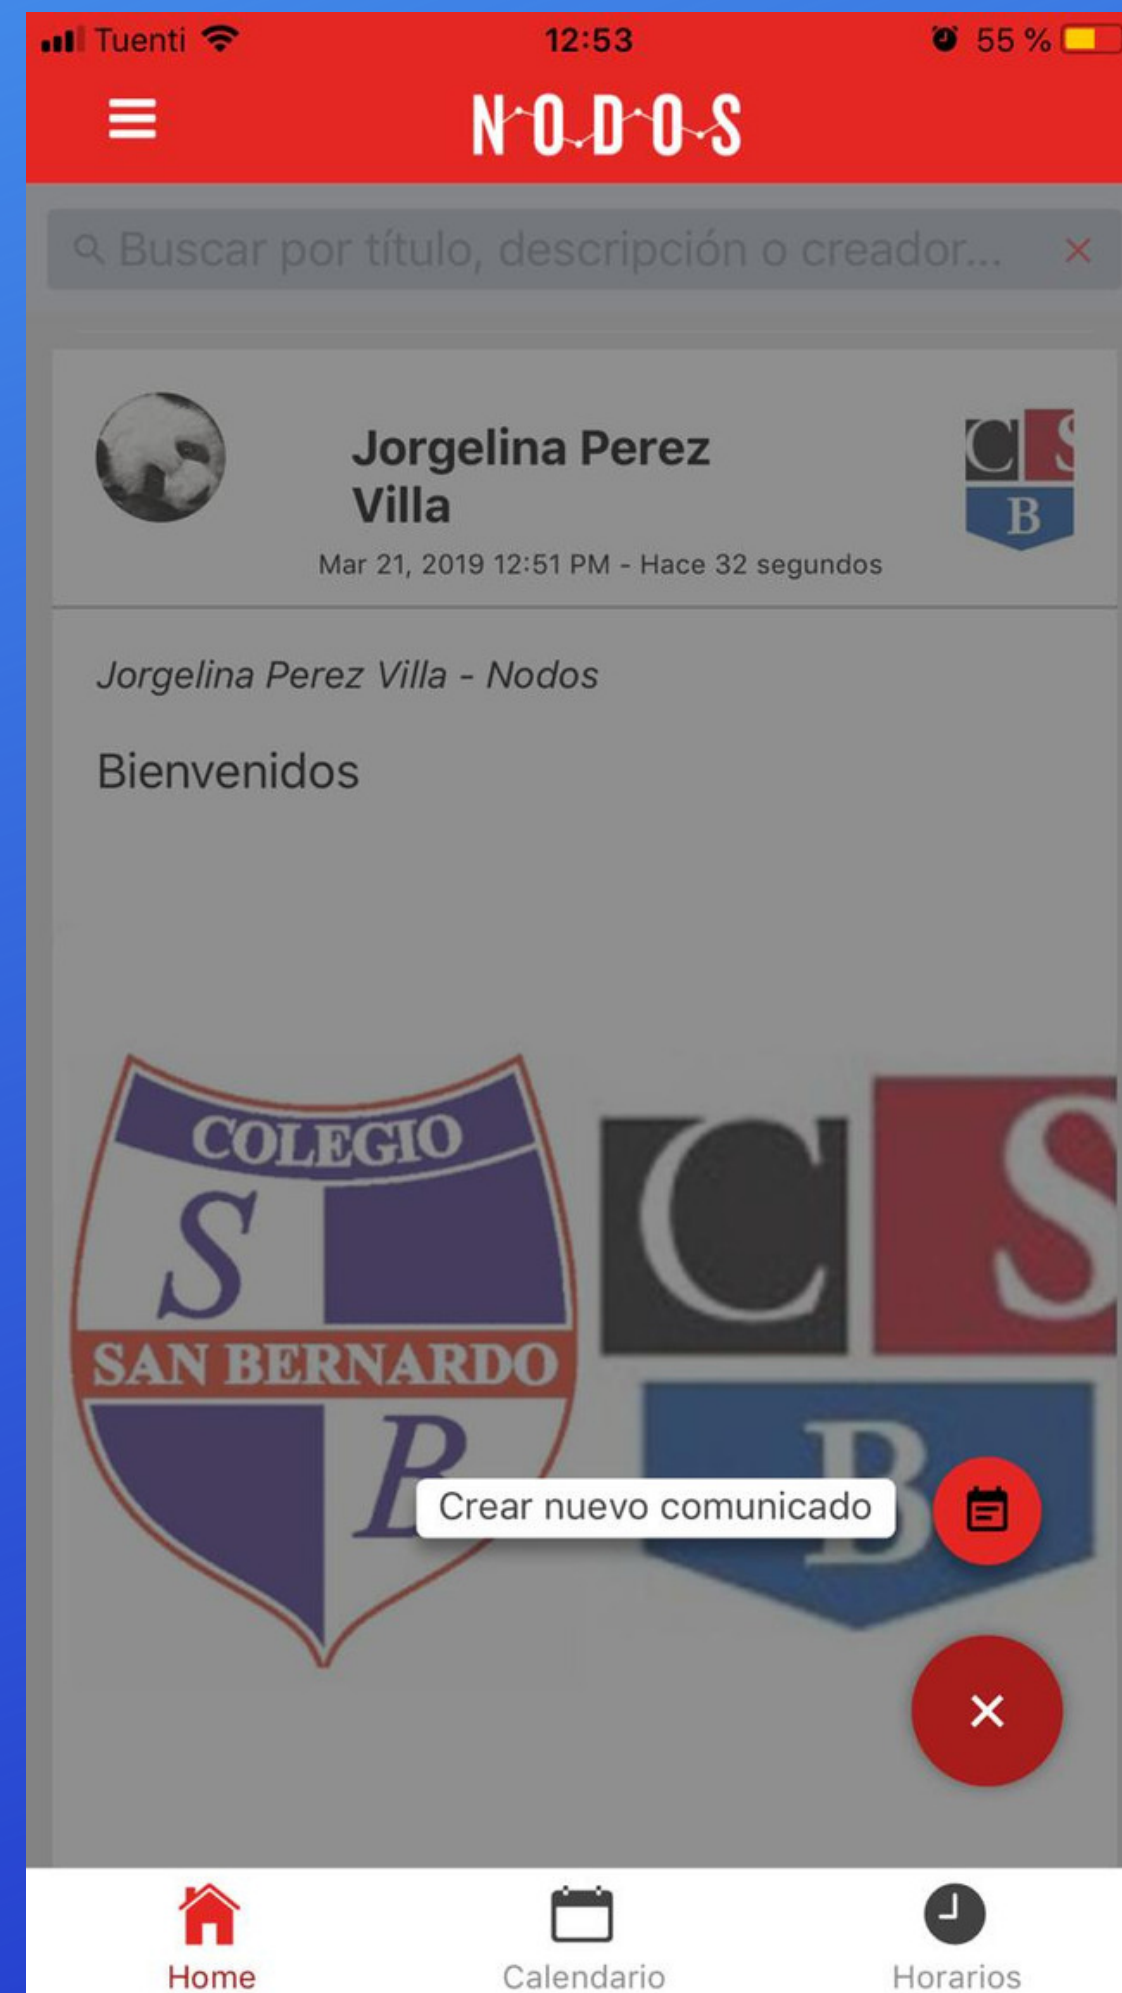 Tuenti 12:53 55 %
NODOS
Buscar por título, descripción o creador...
Jorgelina Perez
Villa
C S
B
Mar 21, 2019 12:51 PM - Hace 32 segundos
Jorgelina Perez Villa - Nodos
Bienvenidos
COLEGIO
S
SAN BERNARDO
B
C S
B
Crear nuevo comunicado
Home Calendario Horarios